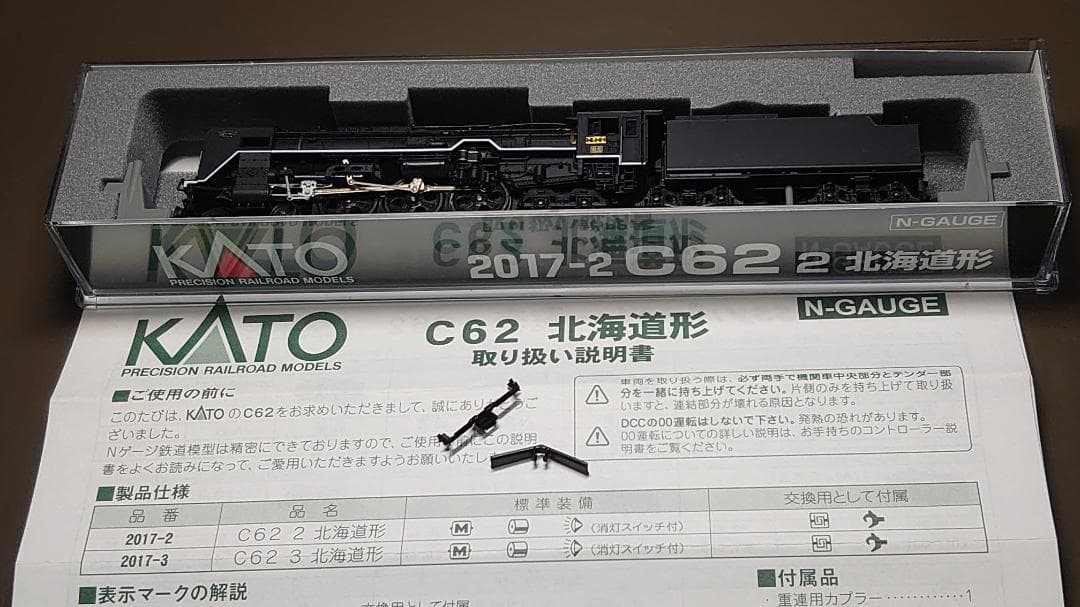 N-GAUGE
KATO
PRECISION RAILROAD MODELS
2017-2 C62 2 北海道形
N-GAUGE
KATO
PRECISION RAILROAD MODELS
C62 北海道形
取り扱い説明書
■ご使用の前に
このたびは、KATOのC62をお求めいただきまして、誠にあり
ございました。
Nゲージ鉄道模型は精密にできておりますので、ご使用前にこの説明
書をよくお読みになって、ご愛用いただきますようお願いいたし
車両を取り扱う際は、必ず両手で機関車中央部分とテンダー部
分を一緒に持ち上げてください。片側のみを持ち上げて取り扱
いますと、連結部分が壊れる原因となります。
DCCの00運転はしないで下さい。発熱の恐れがあります。
00運転についての詳しい説明は、お手持ちのコントローラー説
明書をご覧ください。
■製品仕様
品番 品名 標準装備 交換用として付属
2017-2 C62 2 北海道形 M (消灯スイッチ付)
2017-3 C62 3 北海道形 M (消灯スイッチ付)
■表示マークの解説
交換用として付属
■付属品
・重連用カプラー…………1